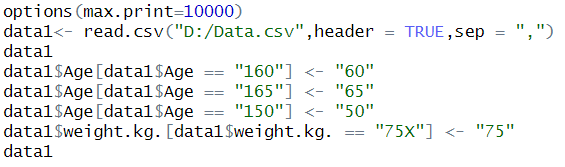 options(max.print=10000)
data1<- read.csv("D:/Data.csv",header = TRUE,sep = ",")
data1
data1$Age[data1$Age == "160"] <- "60"
data1$Age[data1$Age == "165"] <- "65"
data1$Age[data1$Age == "150"] <- "50"
data1$weight.kg.[data1$weight.kg. == "75X"] <- "75"
data1